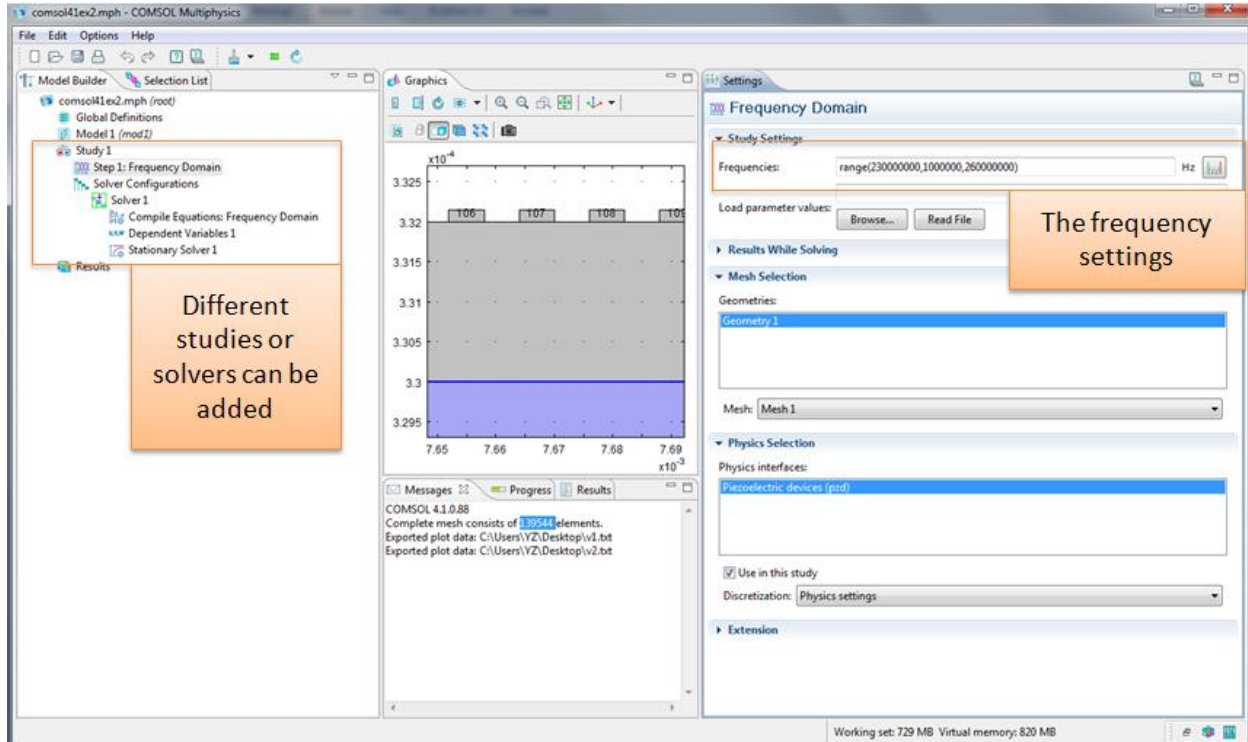 comsol41ex2.mph - COMSOL Multiphysics
File Edit Options Help
Model Builder Selection List
comsol41ex2.mph (root)
Global Definitions
Model 1 (mod1)
Study 1
Step 1: Frequency Domain
Solver Configurations
Solver 1
Compile Equations: Frequency Domain
Dependent Variables 1
Stationary Solver 1
Results
Different
studies or
solvers can be
added
Graphics
x10-4
3.325
3.32
3.315
3.31
3.305
3.3
3.295
106 107 108 109
7.65 7.66 7.67 7.68 7.69
x10-3
Messages Progress Results
COMSOL 4.1.0.88
Complete mesh consists of 139544 elements.
Exported plot data: C:\Users\YZ\Desktop\v1.txt
Exported plot data: C:\Users\YZ\Desktop\v2.txt
Settings
Frequency Domain
Study Settings
Frequencies: range(230000000,1000000,260000000) Hz
Load parameter values: Browse... Read File
The frequency
settings
Results While Solving
Mesh Selection
Geometries:
Geometry 1
Mesh: Mesh 1
Physics Selection
Physics interfaces:
Piezoelectric devices (pzd)
Use in this study
Discretization: Physics settings
Extension
Working set: 729 MB Virtual memory: 820 MB